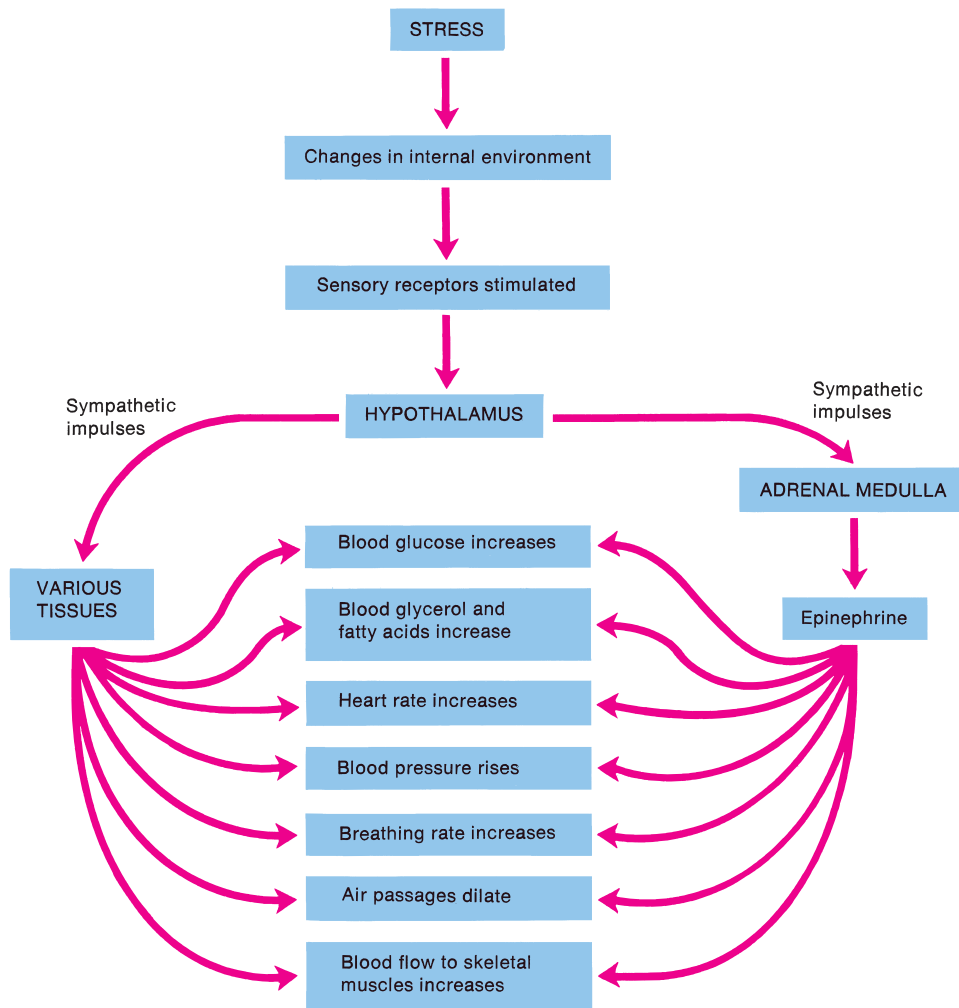 STRESS
Changes in internal environment
Sensory receptors stimulated
Sympathetic
impulses
HYPOTHALAMUS
Sympathetic
impulses
ADRENAL MEDULLA
VARIOUS
TISSUES
Epinephrine
Blood glucose increases
Blood glycerol and
fatty acids increase
Heart rate increases
Blood pressure rises
Breathing rate increases
Air passages dilate
Blood flow to skeletal
muscles increases